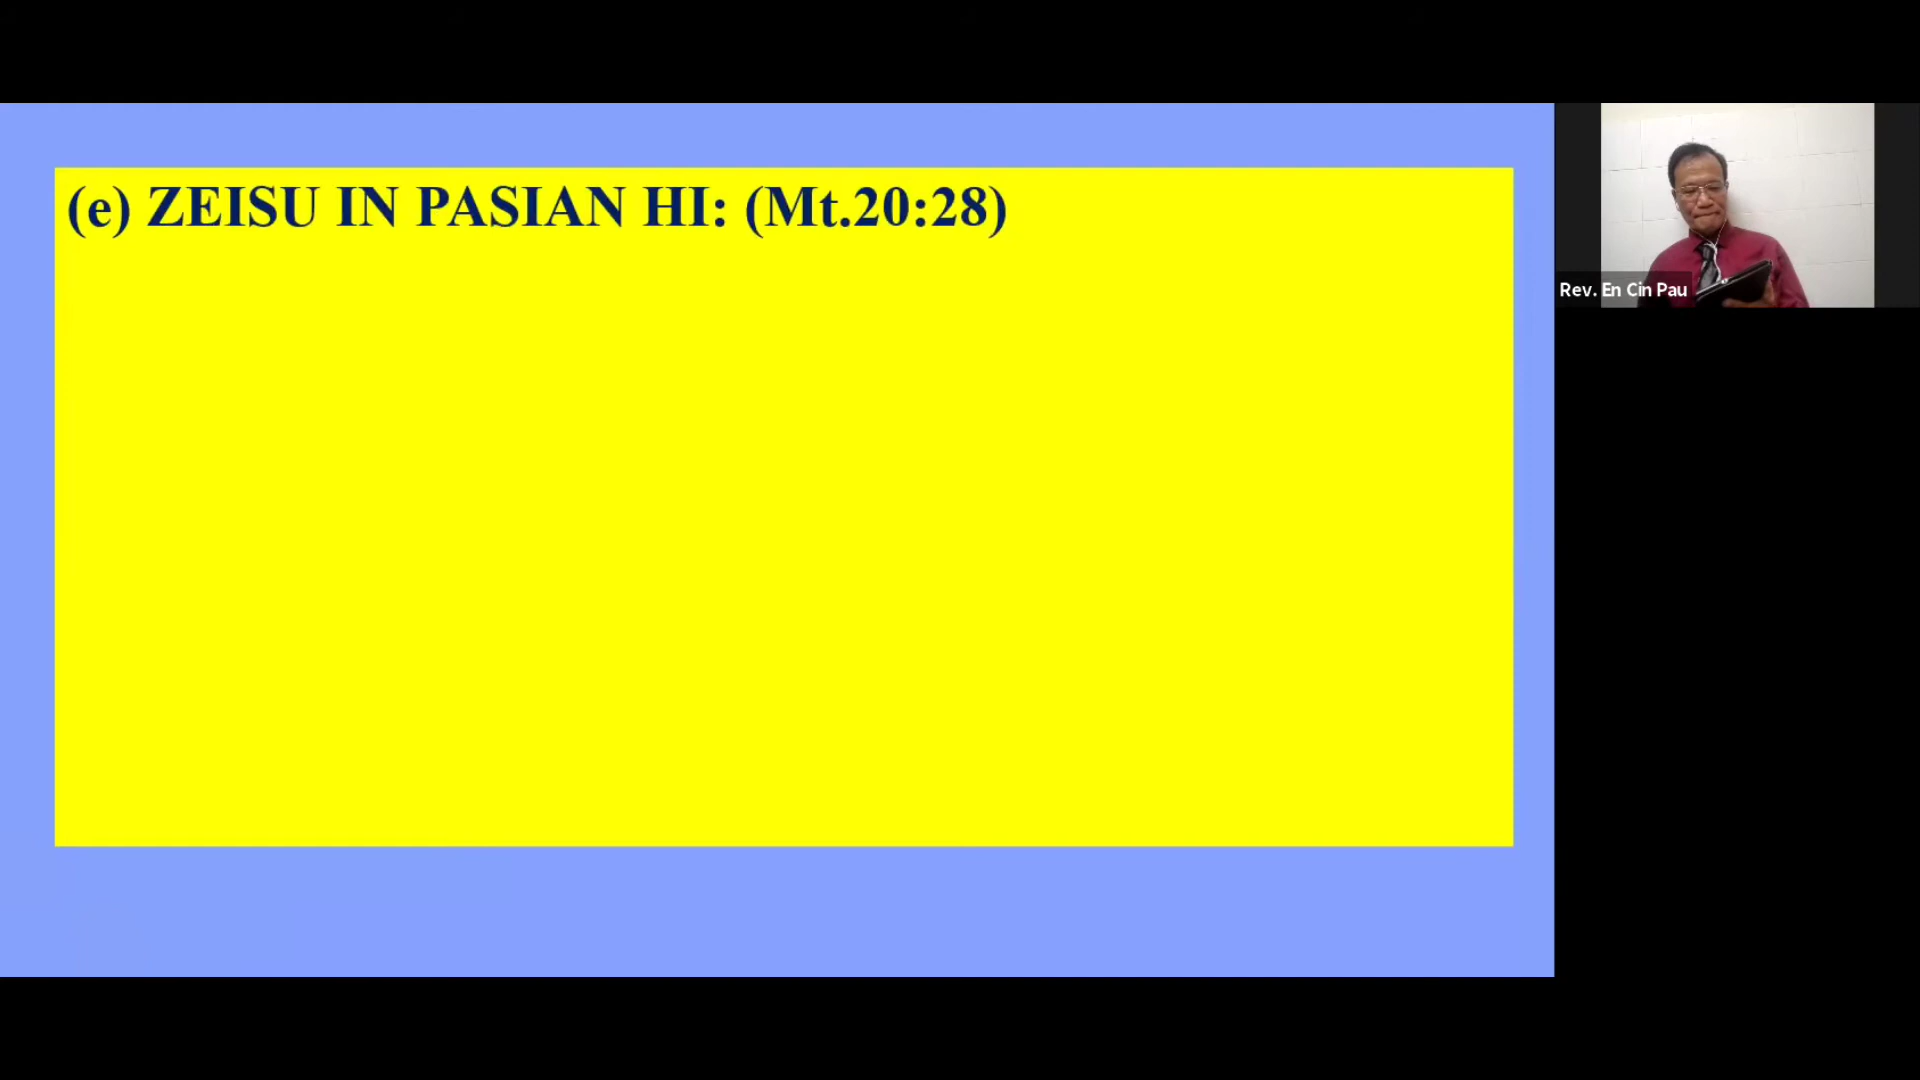 (e) ZEISU IN PASIAN HI: (Mt.20:28)
Rev. En Cin Pau